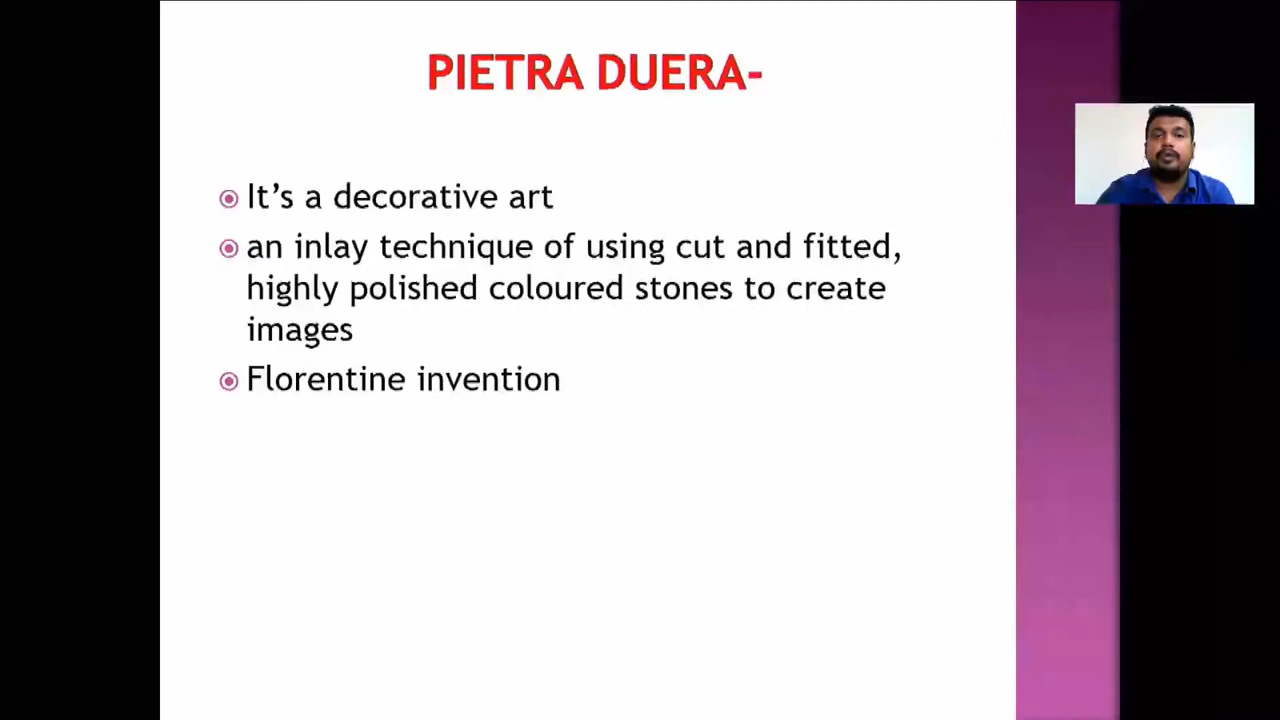 PIETRA DUERA-
It's a decorative art
an inlay technique of using cut and fitted,
highly polished coloured stones to create
images
Florentine invention